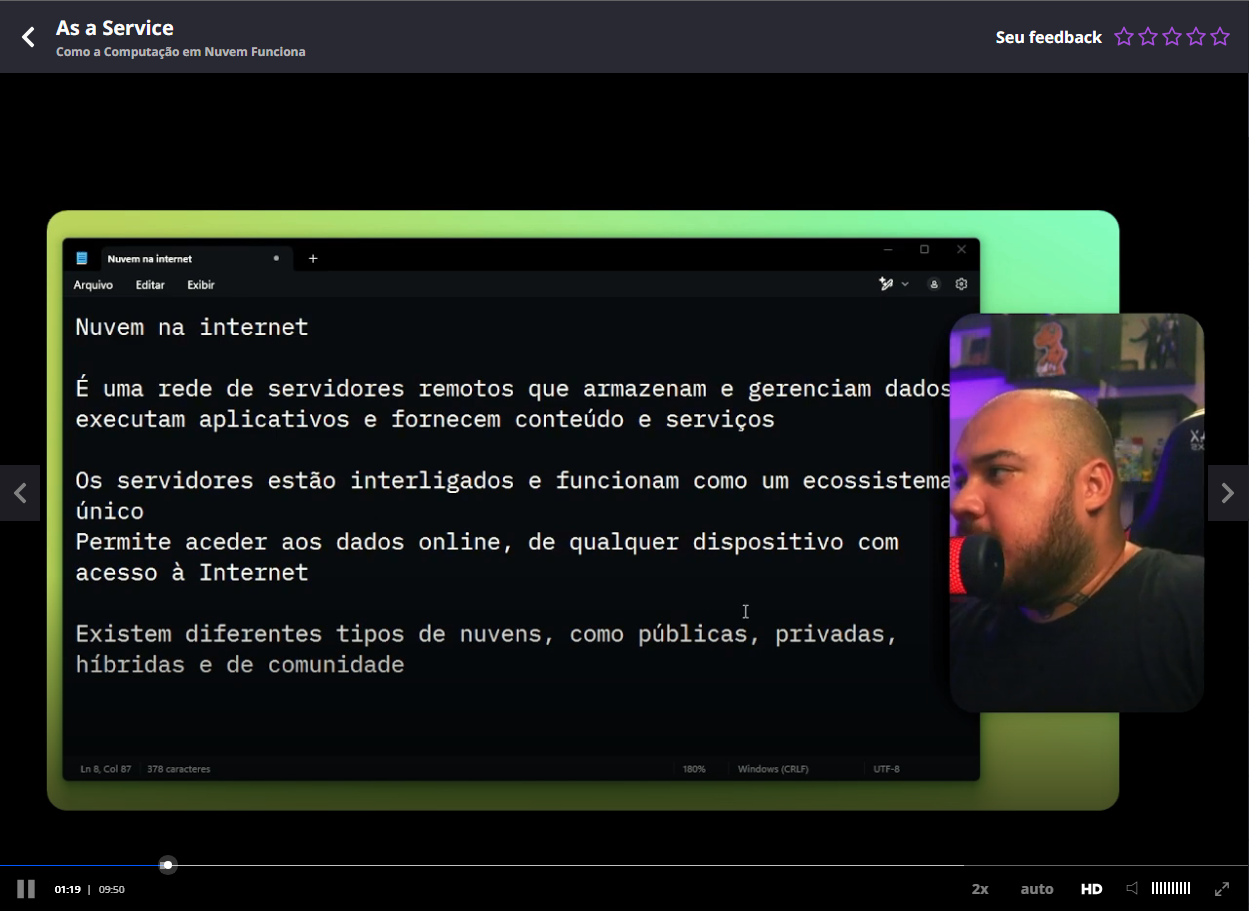 As a Service
Como a Computação em Nuvem Funciona
Seu feedback
Nuvem na internet
Arquivo Editar Exibir
Nuvem na internet
É uma rede de servidores remotos que armazenam e gerenciam dados
executam aplicativos e fornecem conteúdo e serviços
Os servidores estão interligados e funcionam como um ecossistema
único
Permite aceder aos dados online, de qualquer dispositivo com
acesso à Internet
Existem diferentes tipos de nuvens, como públicas, privadas,
híbridas e de comunidade
Ln 8, Col 87 378 caracteres 180% Windows (CRLF) UTF-8
01:19 | 09:50 2x auto HD